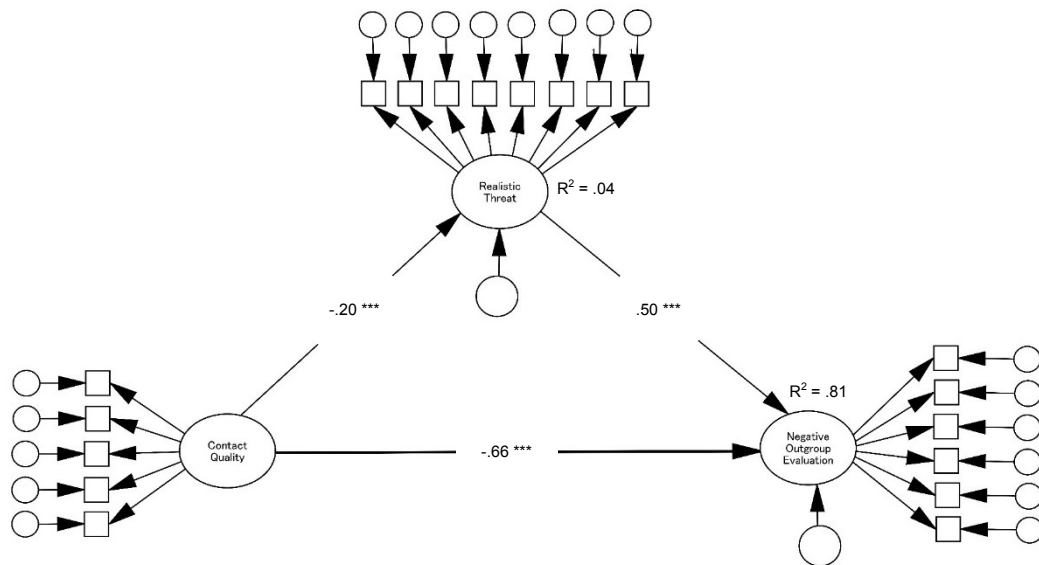 Realistic
Threat
R² = .04
-.20 ***
.50 ***
R² = .81
Contact
Quality
-.66 ***
Negative
Outgroup
Evaluation